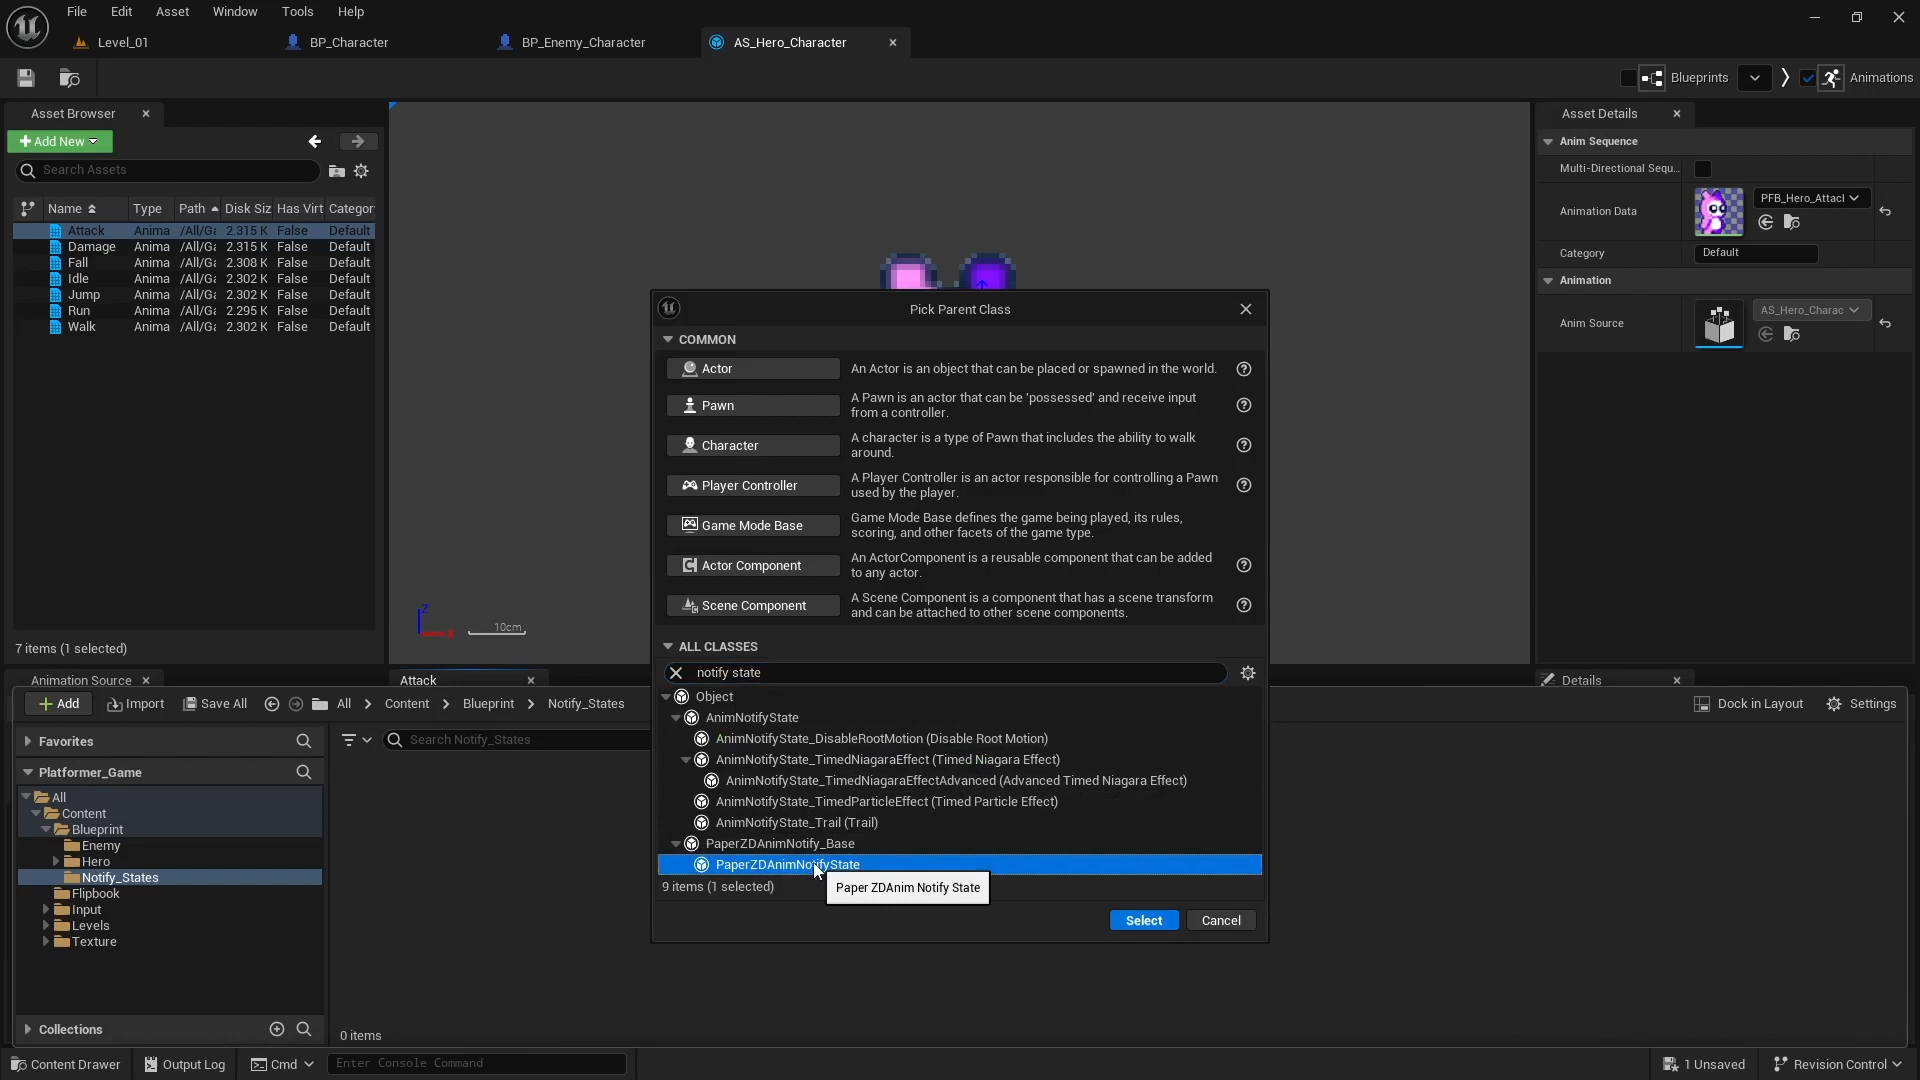 File Edit Asset Window Tools Help
Level_01 BP_Character BP_Enemy_Character AS_Hero_Character
Blueprints Animations
Asset Browser
Add New
Search Assets
Name Type Path Disk Siz Has Virt Categor
Attack Anima /All/Ga 2.315 K False Default
Damage Anima /All/Ga 2.315 K False Default
Fall Anima /All/Ga 2.308 K False Default
Idle Anima /All/Ga 2.302 K False Default
Jump Anima /All/Ga 2.302 K False Default
Run Anima /All/Ga 2.295 K False Default
Walk Anima /All/Ga 2.302 K False Default
7 items (1 selected)
Z
X
10cm
Pick Parent Class
COMMON
Actor An Actor is an object that can be placed or spawned in the world.
Pawn A Pawn is an actor that can be 'possessed' and receive input
from a controller.
Character A character is a type of Pawn that includes the ability to walk
around.
Player Controller A Player Controller is an actor responsible for controlling a Pawn
used by the player.
Game Mode Base Game Mode Base defines the game being played, its rules,
scoring, and other facets of the game type.
Actor Component An ActorComponent is a reusable component that can be added
to any actor.
Scene Component A Scene Component is a component that has a scene transform
and can be attached to other scene components.
ALL CLASSES
notify state
Object
AnimNotifyState
AnimNotifyState_DisableRootMotion (Disable Root Motion)
AnimNotifyState_TimedNiagaraEffect (Timed Niagara Effect)
AnimNotifyState_TimedNiagaraEffectAdvanced (Advanced Timed Niagara Effect)
AnimNotifyState_TimedParticleEffect (Timed Particle Effect)
AnimNotifyState_Trail (Trail)
PaperZDAnimNotify_Base
PaperZDAnimNotifyState
9 items (1 selected)
Paper ZDAnim Notify State
Select Cancel
Asset Details
Anim Sequence
Multi-Directional Sequ...
Animation Data PFB_Hero_Attacl
Category Default
Animation
Anim Source AS_Hero_Charac
Animation Source Attack Details
Add Import Save All All Content Blueprint Notify_States Dock in Layout Settings
Favorites
Search Notify_States
Platformer_Game
All
Content
Blueprint
Enemy
Hero
Notify_States
Flipbook
Input
Levels
Texture
Collections
0 items
Content Drawer Output Log Cmd Enter Console Command 1 Unsaved Revision Control